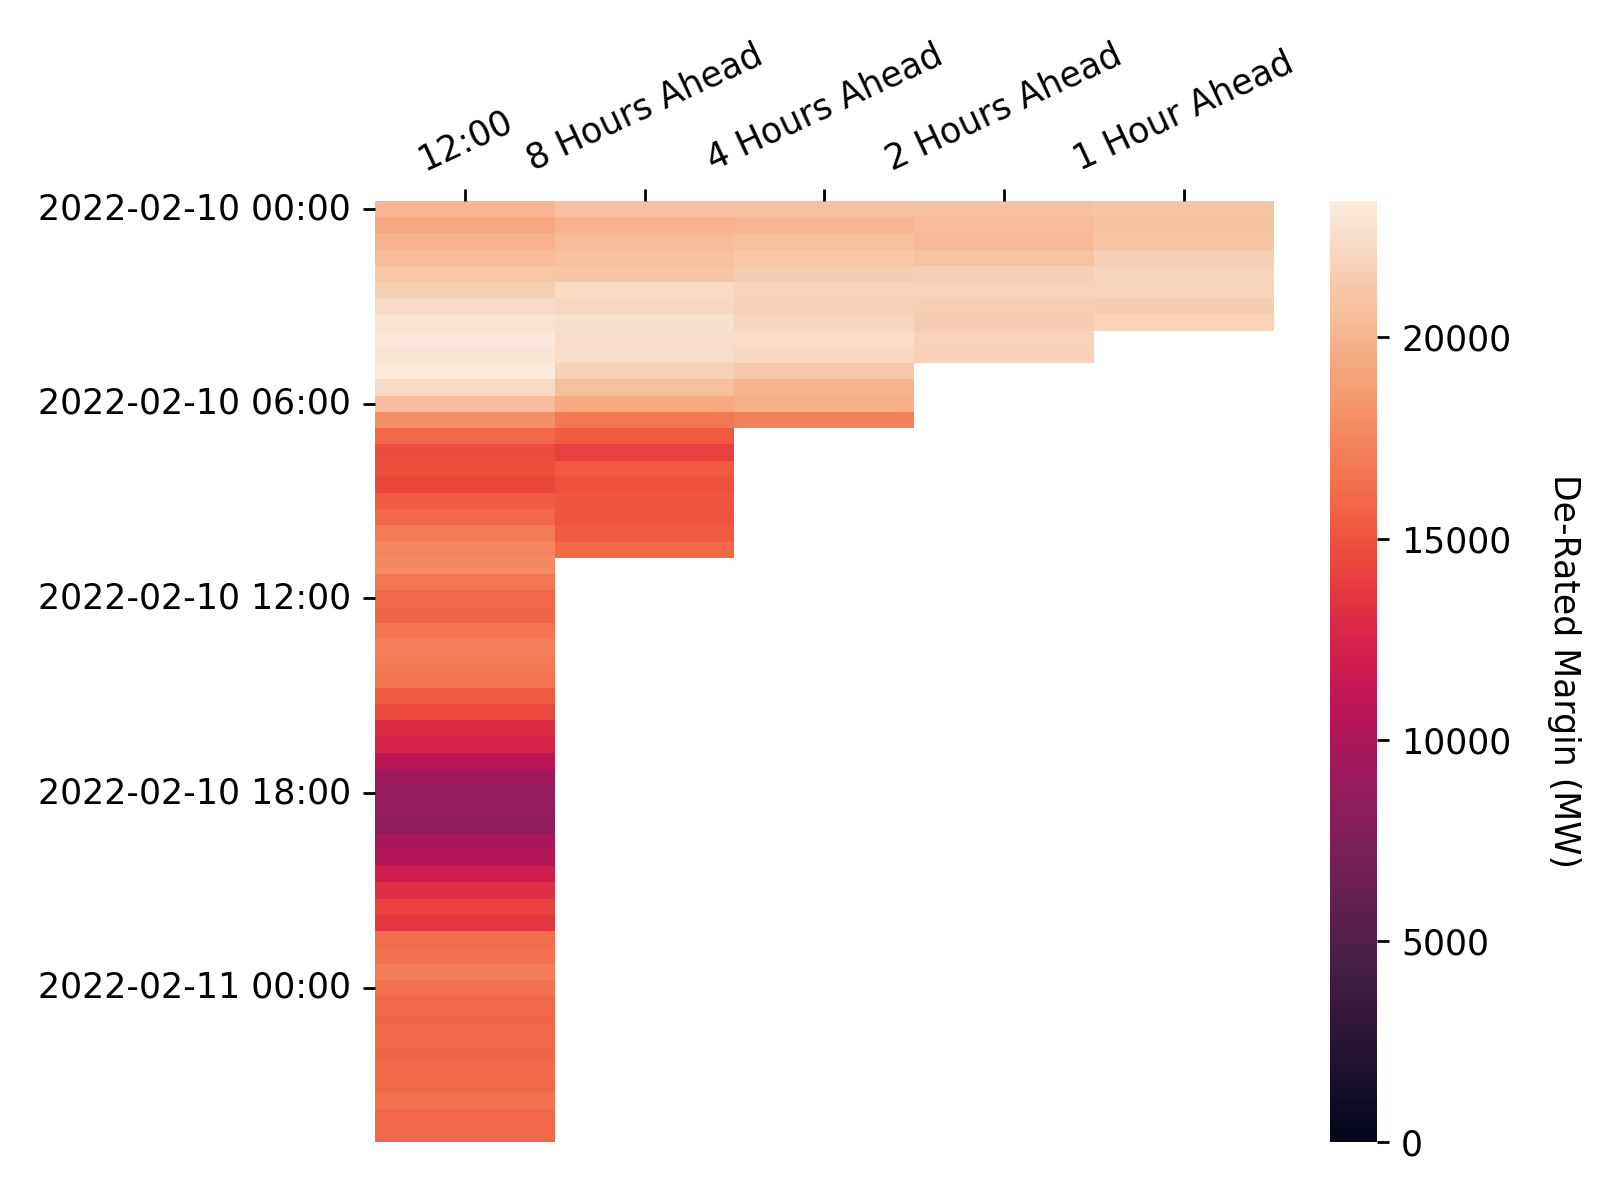 12:00
8 Hours Ahead
4 Hours Ahead
2 Hours Ahead
1 Hour Ahead
2022-02-10 00:00
2022-02-10 06:00
2022-02-10 12:00
2022-02-10 18:00
2022-02-11 00:00
20000
15000
10000
5000
0
De-Rated Margin (MW)